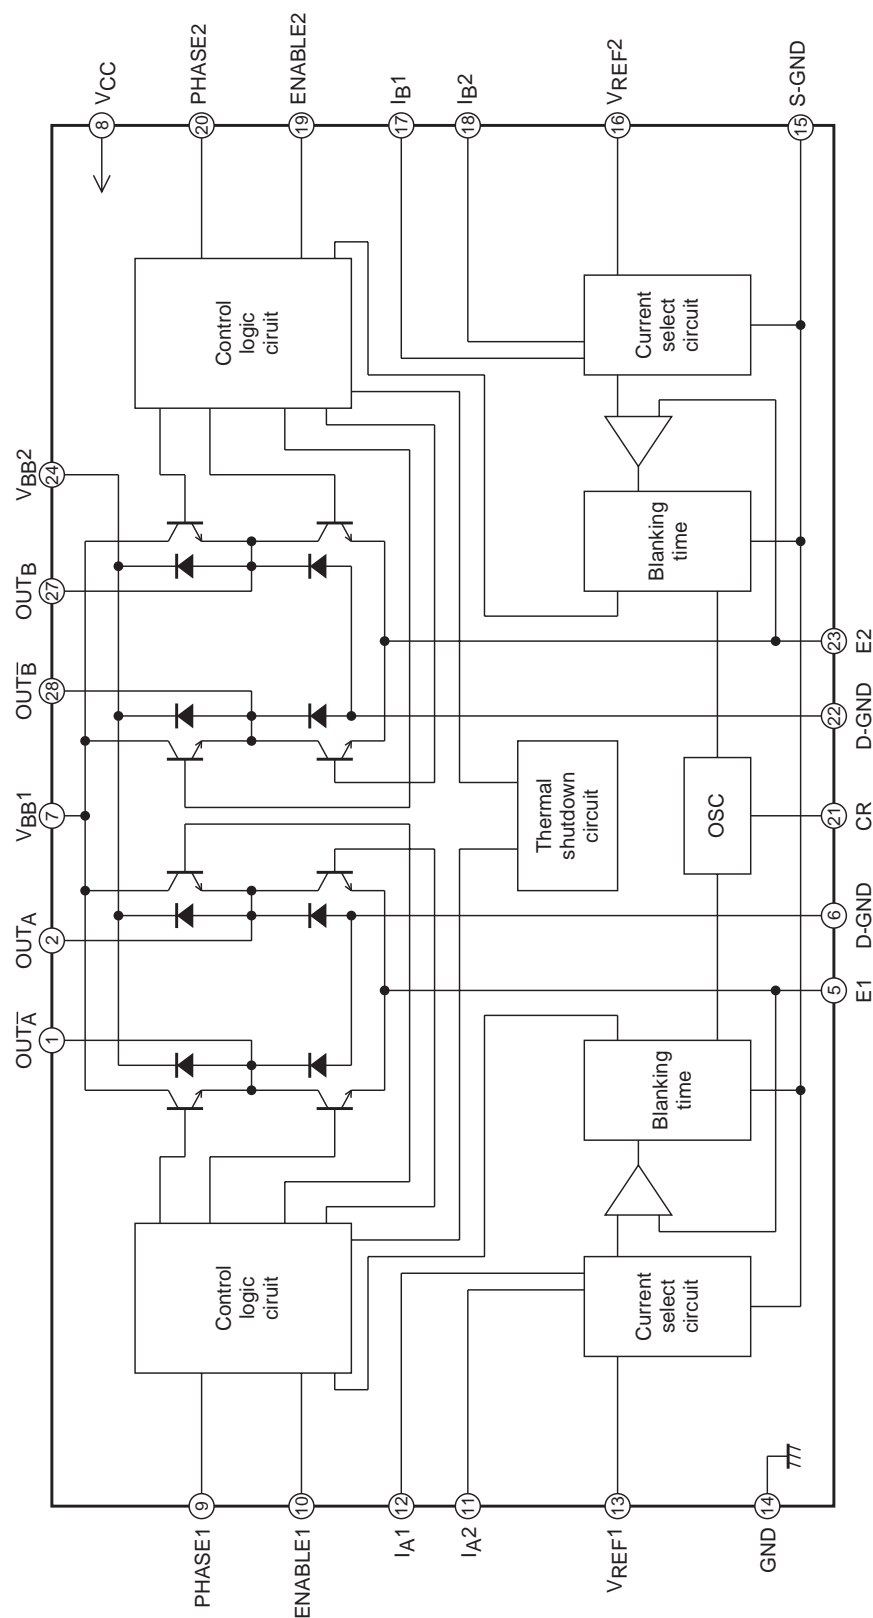 OUTA̅
1
OUTA
2
VBB1
7
OUTB̅
28
OUTB
27
VBB2
24
PHASE1
9
ENABLE1
10
IA1
12
IA2
11
VREF1
13
GND
14
Control
logic
ciruit
Control
logic
ciruit
8
VCC
20
PHASE2
19
ENABLE2
17
IB1
18
IB2
16
VREF2
15
S-GND
Thermal
shutdown
circuit
Current
select
circuit
Blanking
time
OSC
Blanking
time
Current
select
circuit
5
E1
6
D-GND
21
CR
22
D-GND
23
E2